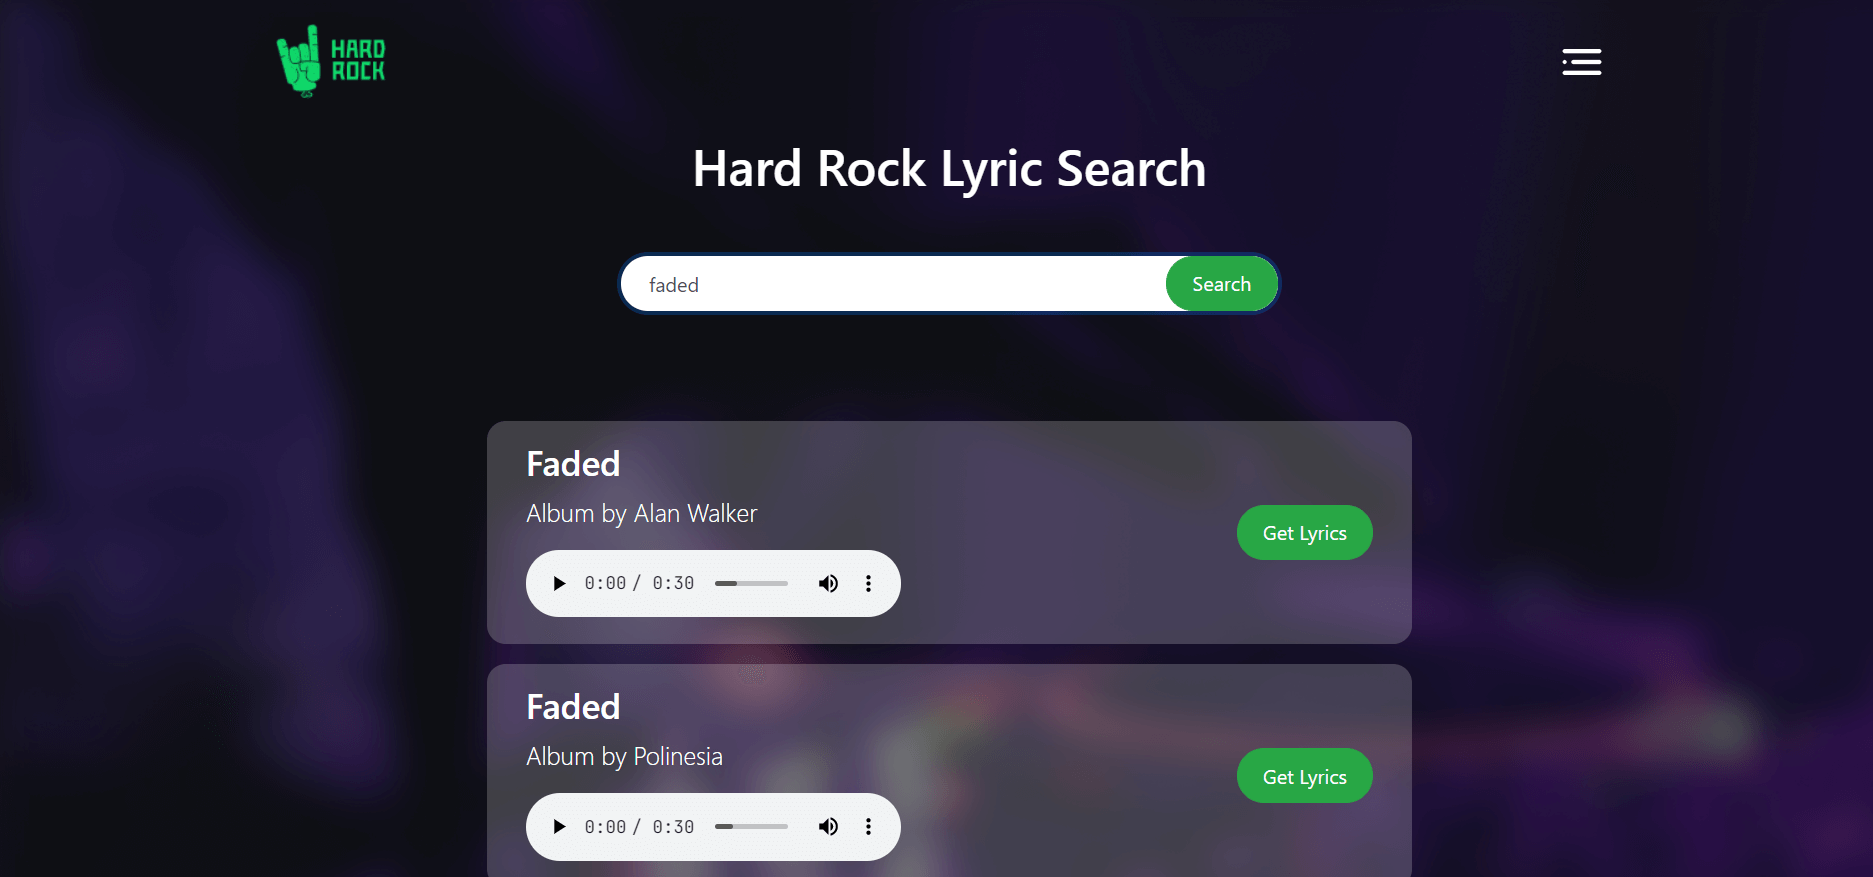 HARD
ROCK
Hard Rock Lyric Search
faded
Search
Faded
Album by Alan Walker
Get Lyrics
0:00 / 0:30
Faded
Album by Polinesia
Get Lyrics
0:00 / 0:30